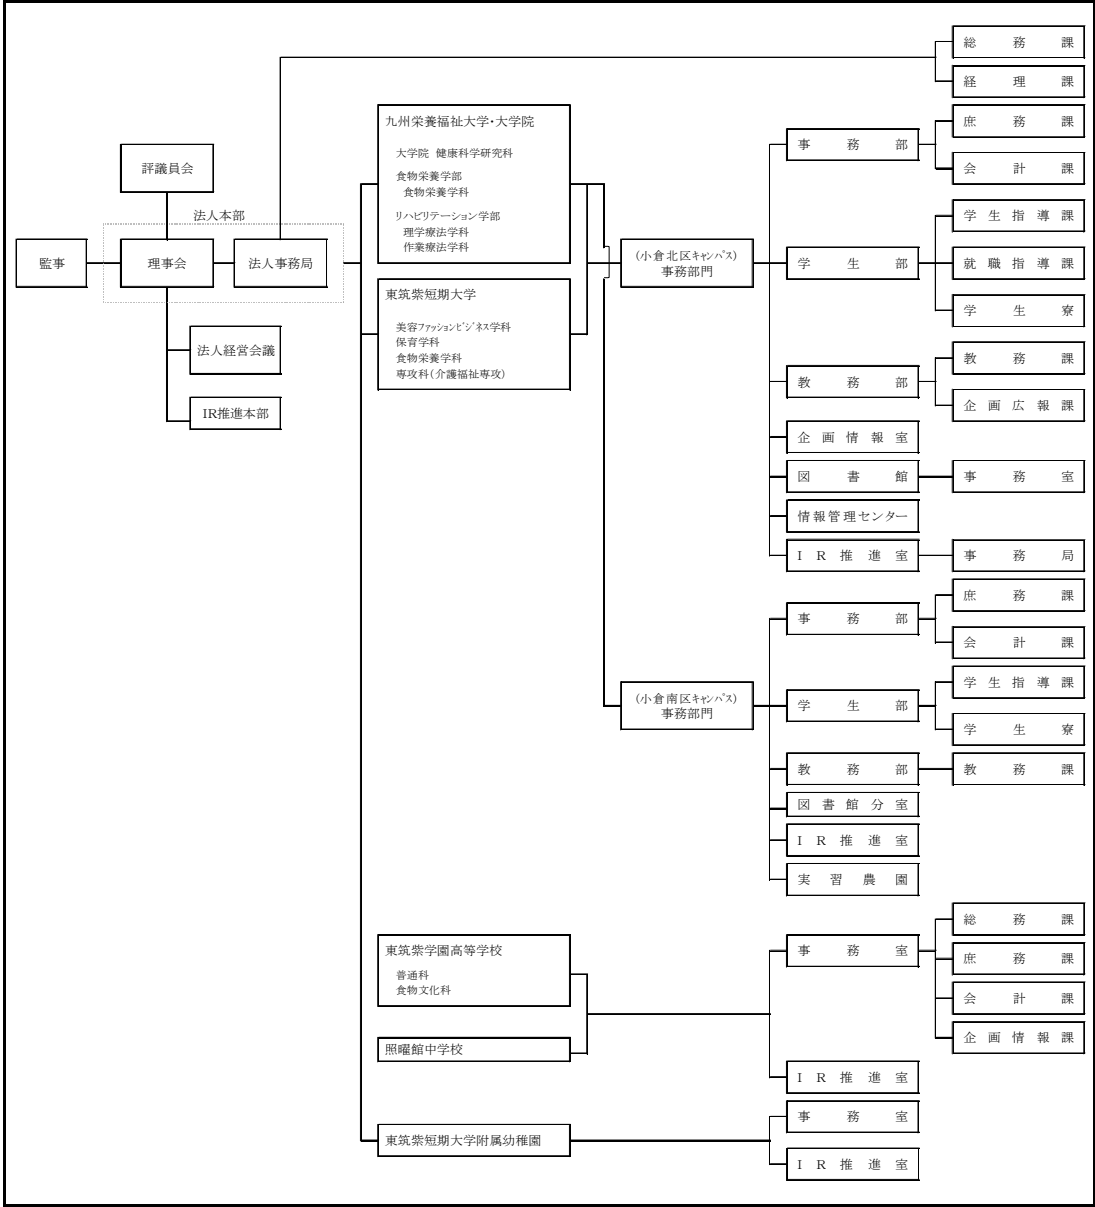 総務課
経理課
九州栄養福祉大学・大学院
大学院 健康科学研究科
食物栄養学部
食物栄養学科
リハビリテーション学部
理学療法学科
作業療法学科
評議員会
法人本部
監事
理事会
法人事務局
法人経営会議
IR推進本部
東筑紫短期大学
美容ファッションビジネス学科
保育学科
食物栄養学科
専攻科(介護福祉専攻)
(小倉北区キャンパス)
事務部門
事務部
庶務課
会計課
学生部
学生指導課
就職指導課
学生寮
教務部
教務課
企画広報課
企画情報室
図書館
事務室
情報管理センター
IR推進室
事務局
(小倉南区キャンパス)
事務部門
事務部
庶務課
会計課
学生部
学生指導課
学生寮
教務部
教務課
図書館分室
IR推進室
実習農園
東筑紫学園高等学校
普通科
食物文化科
照曜館中学校
事務室
総務課
庶務課
会計課
企画情報課
IR推進室
東筑紫短期大学附属幼稚園
事務室
IR推進室